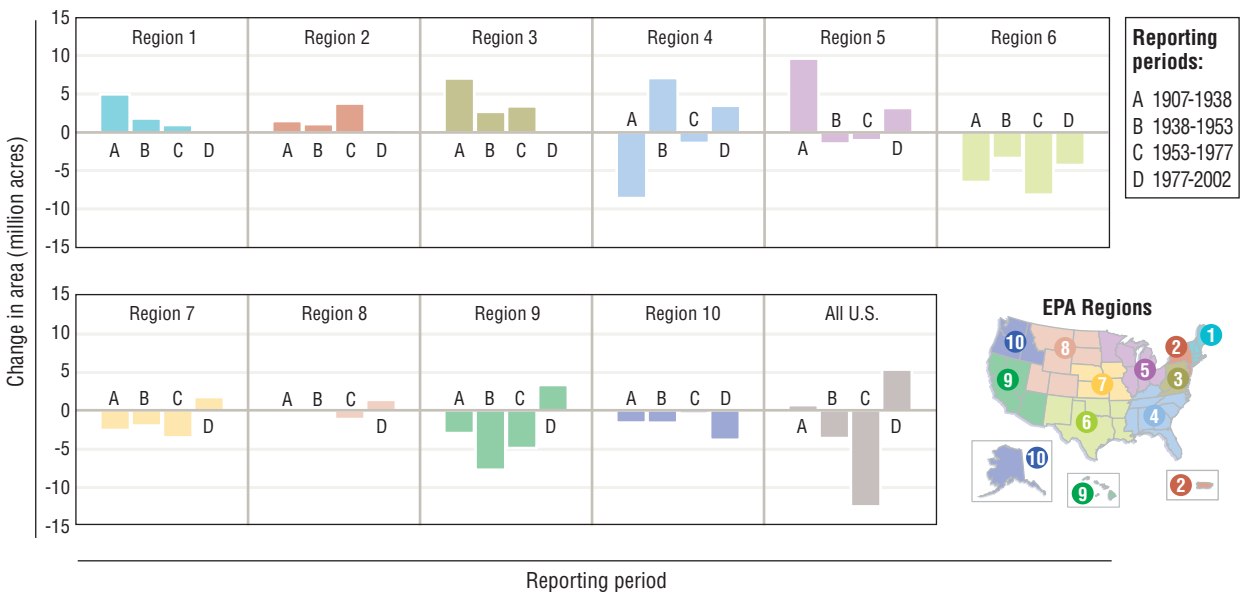 Change in area (million acres)
15
10
5
0
-5
-10
-15
Region 1
A B C D
Region 2
A B C D
Region 3
A B C D
Region 4
A C
B D
Region 5
B C
A D
Region 6
A B C D
Reporting
periods:
A 1907-1938
B 1938-1953
C 1953-1977
D 1977-2002
15
10
5
0
-5
-10
-15
Region 7
A B C
D
Region 8
A B C
D
Region 9
A B C
D
Region 10
A B C D
All U.S.
B C
A D
EPA Regions
10
8
2
1
9
7
5
3
6
4
10
9
2
Reporting period